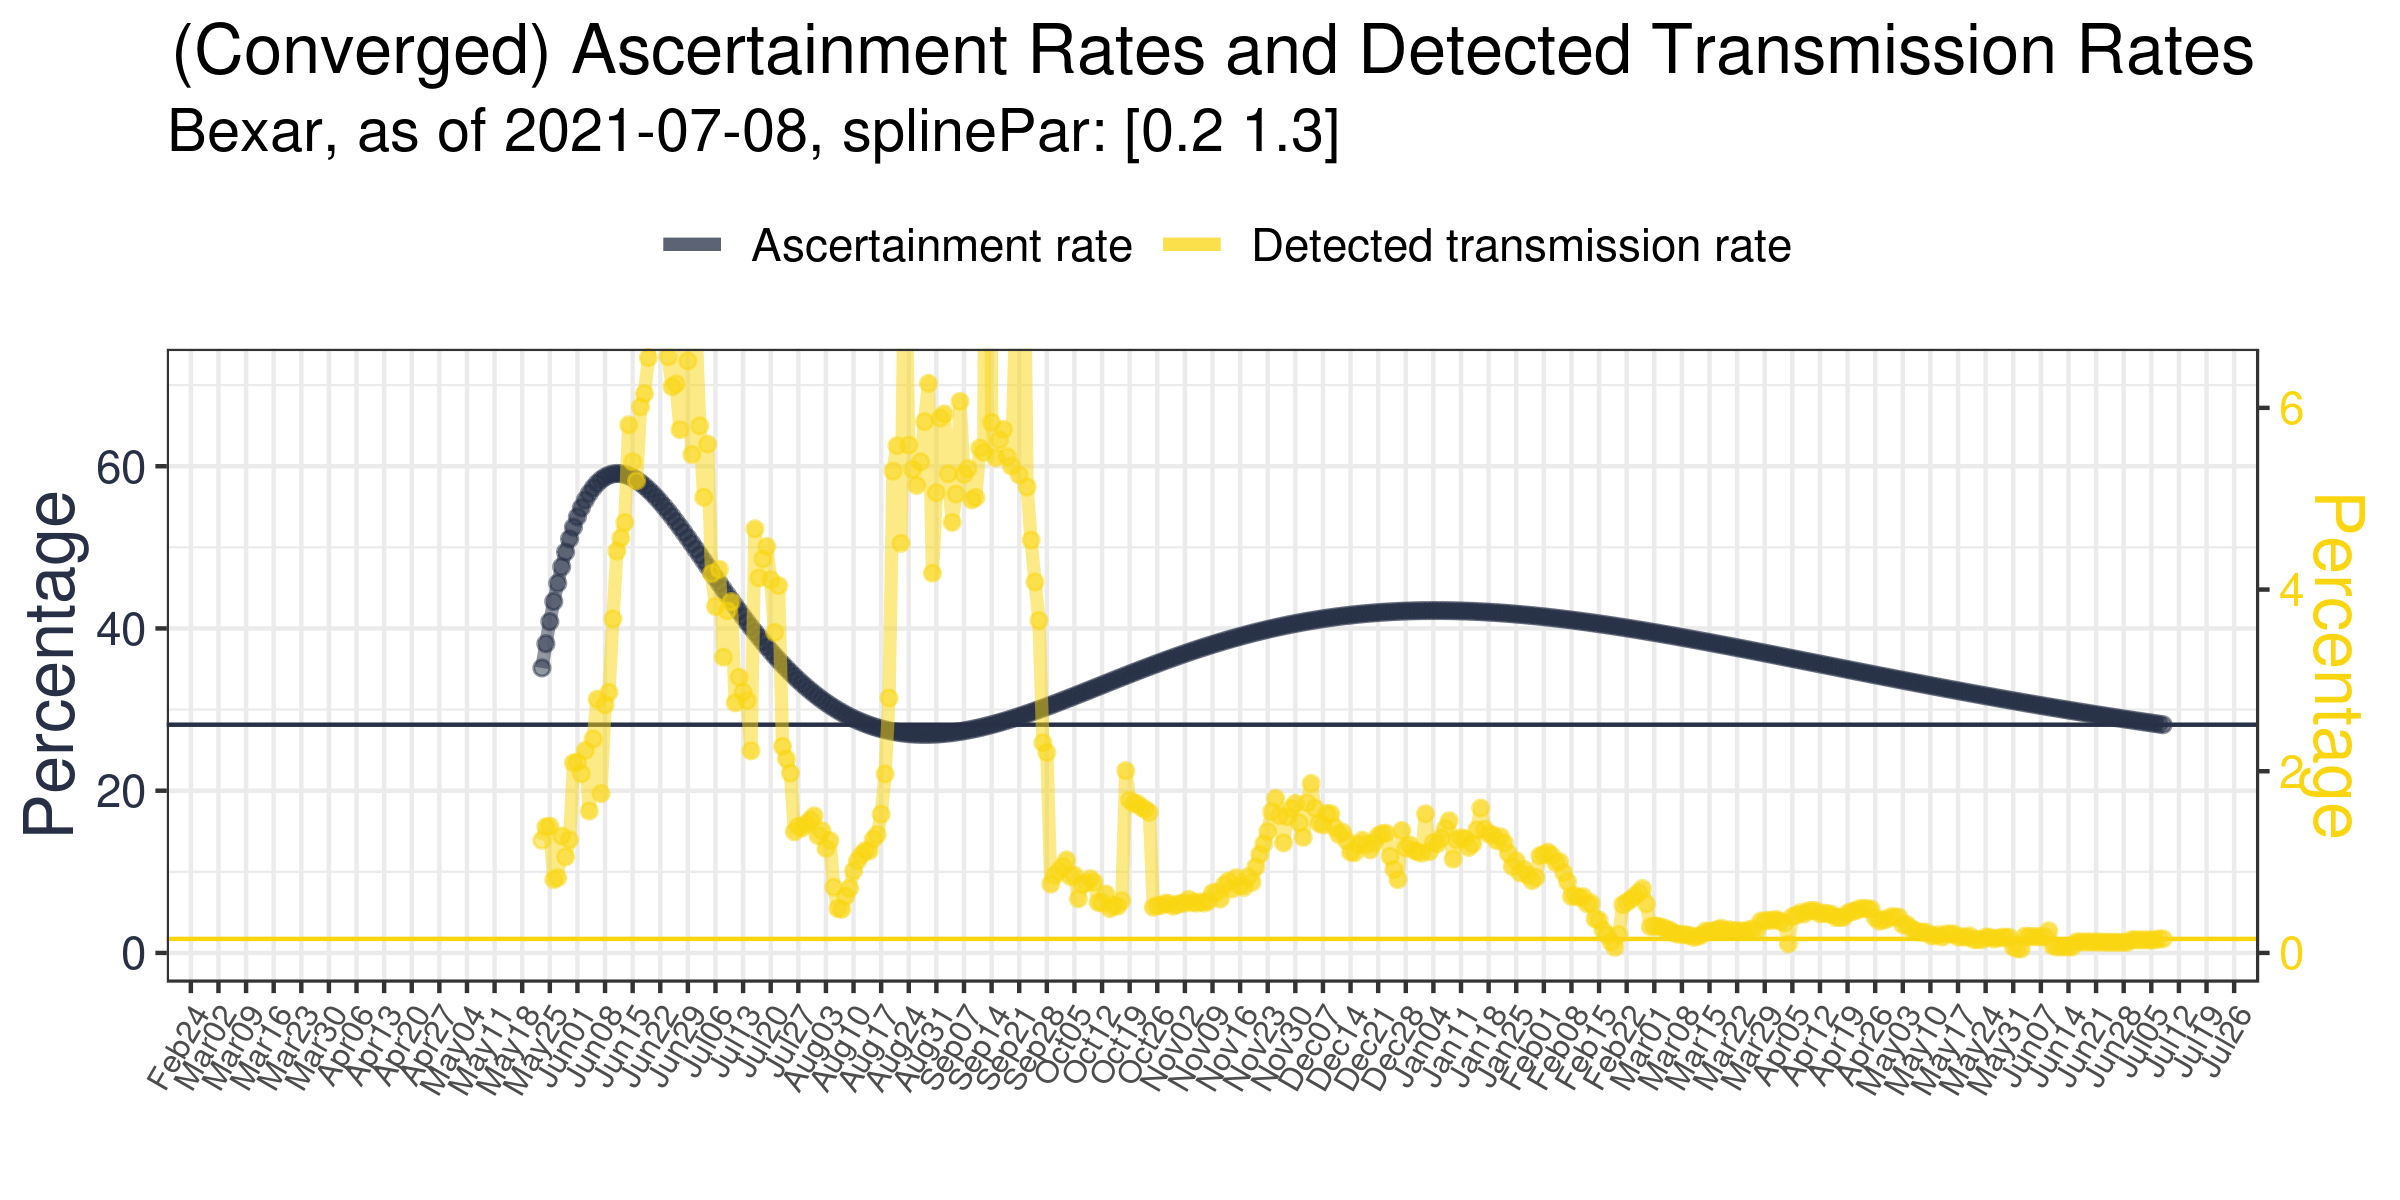 (Converged) Ascertainment Rates and Detected Transmission Rates
Bexar, as of 2021-07-08, splinePar: [0.2 1.3]
Ascertainment rate Detected transmission rate
Percentage
60
40
20
0
6
4
2
0
Percentage
Feb24 Mar02 Mar09 Mar16 Mar23 Mar30 Apr06 Apr13 Apr20 Apr27 May04 May11 May18 May25 Jun01 Jun08 Jun15 Jun22 Jun29 Jul06 Jul13 Jul20 Jul27 Aug03 Aug10 Aug17 Aug24 Aug31 Sep07 Sep14 Sep21 Sep28 Oct05 Oct12 Oct19 Oct26 Nov02 Nov09 Nov16 Nov23 Nov30 Dec07 Dec14 Dec21 Dec28 Jan04 Jan11 Jan18 Jan25 Feb01 Feb08 Feb15 Feb22 Mar01 Mar08 Mar15 Mar22 Mar29 Apr05 Apr12 Apr19 Apr26 May03 May10 May17 May24 May31 Jun07 Jun14 Jun21 Jun28 Jul05 Jul12 Jul19 Jul26